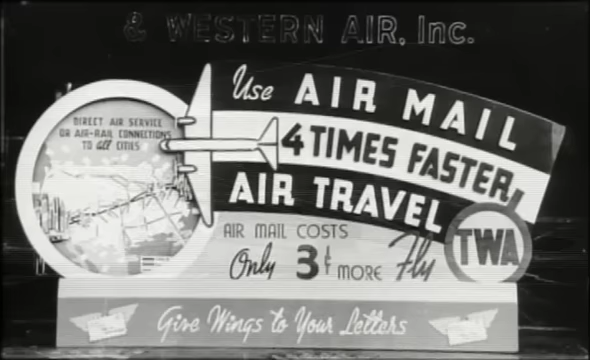 & WESTERN AIR, Inc.
DIRECT AIR SERVICE
OR AIR-RAIL CONNECTIONS
TO all CITIES
Use AIR MAIL
4 TIMES FASTER,
AIR TRAVEL
AIR MAIL COSTS
Only 3¢ MORE Fly TWA
Give Wings to Your Letters